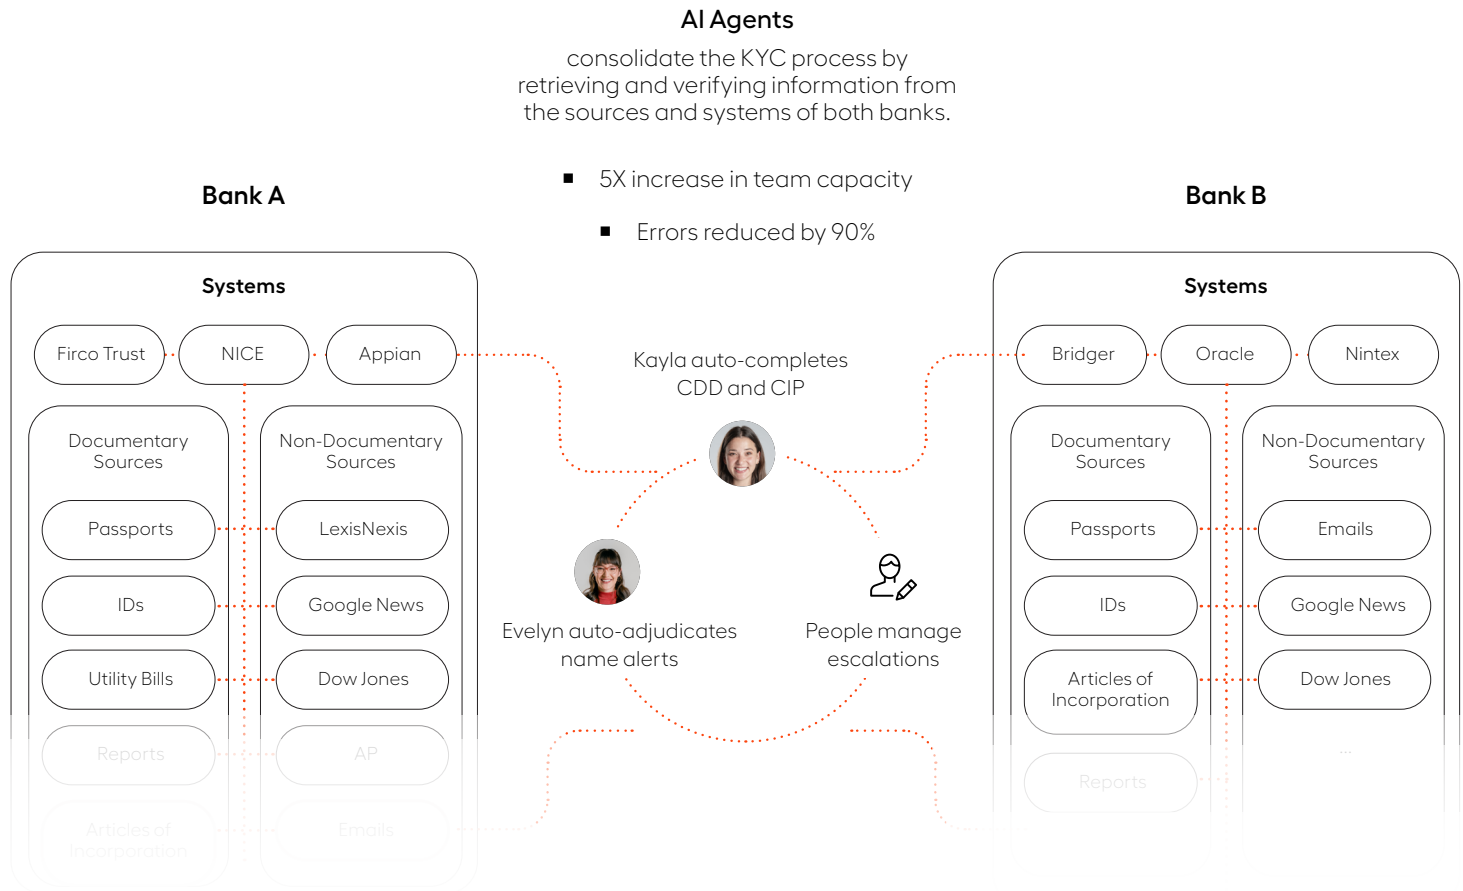 AI Agents
consolidate the KYC process by
retrieving and verifying information from
the sources and systems of both banks.
■ 5X increase in team capacity
■ Errors reduced by 90%
Bank A
Systems
Firco Trust
NICE
Appian
Documentary
Sources
Passports
IDs
Utility Bills
Reports
Articles of
Incorporation
Non-Documentary
Sources
LexisNexis
Google News
Dow Jones
AP
Emails
Kayla auto-completes
CDD and CIP
Evelyn auto-adjudicates
name alerts
People manage
escalations
Bank B
Systems
Bridger
Oracle
Nintex
Documentary
Sources
Passports
IDs
Articles of
Incorporation
Reports
Non-Documentary
Sources
Emails
Google News
Dow Jones
...